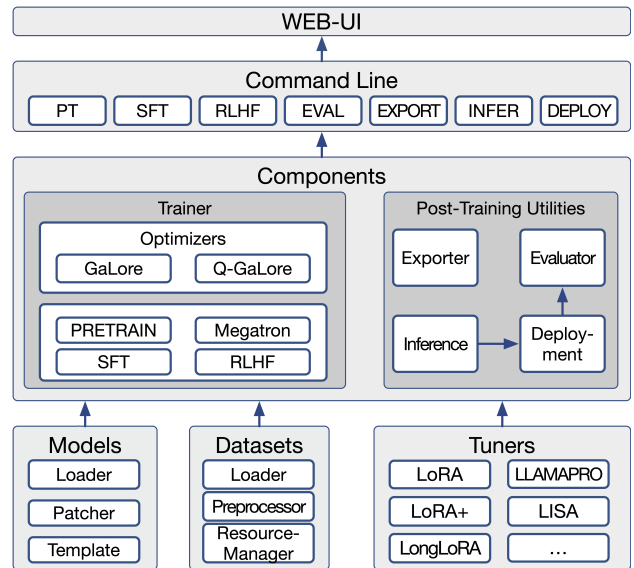 WEB-UI
Command Line
PT SFT RLHF EVAL EXPORT INFER DEPLOY
Components
Trainer
Optimizers
GaLore Q-GaLore
PRETRAIN Megatron
SFT RLHF
Post-Training Utilities
Exporter Evaluator
Inference Deploy-
ment
Models
Loader
Patcher
Template
Datasets
Loader
Preprocessor
Resource-
Manager
Tuners
LoRA LLAMAPRO
LoRA+ LISA
LongLoRA ...